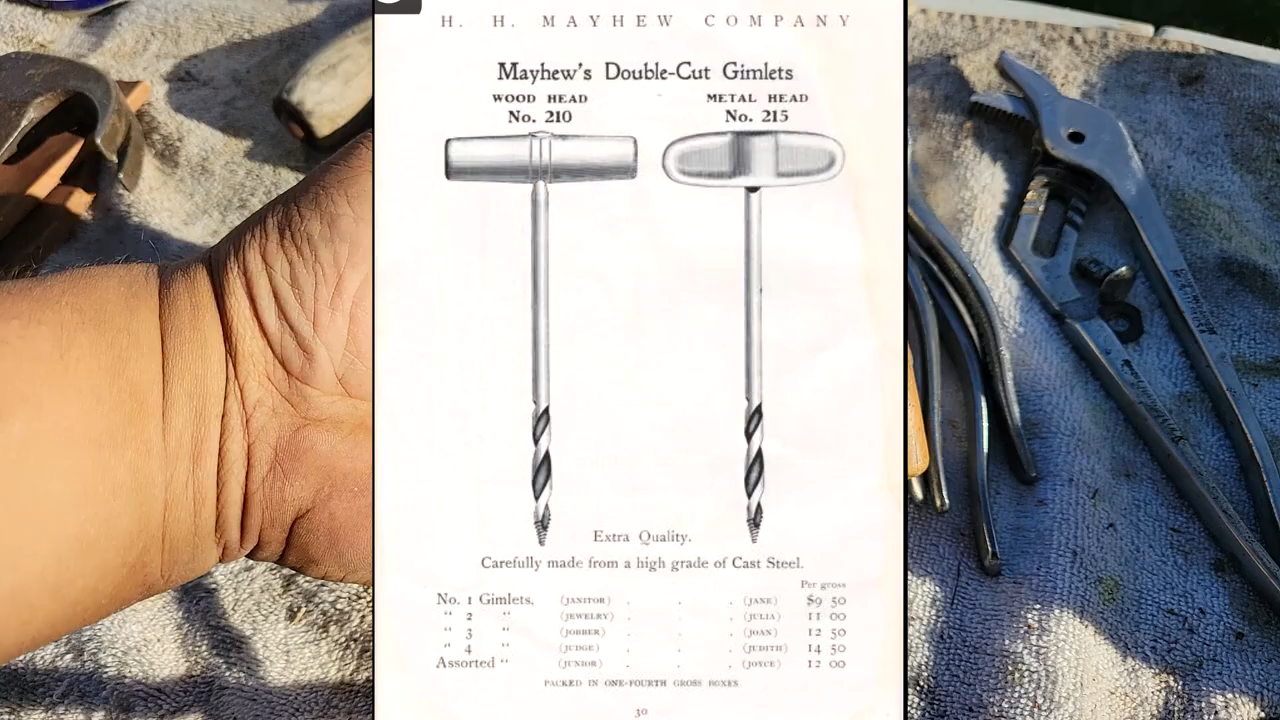 H. H. MAYHEW COMPANY
Mayhew's Double-Cut Gimlets
WOOD HEAD METAL HEAD
No. 210 No. 215
Extra Quality.
Carefully made from a high grade of Cast Steel.
Per gross
No. 1 Gimlets, (JANITOR) . . . (JANE) $9 50
" 2 " (JEWELRY) . . . (JULIA) 11 00
" 3 " (JOBBER) . . . (JOAN) 12 50
" 4 " (JUDGE) . . . (JUDITH) 14 50
Assorted " (JUNIOR) . . . (JOYCE) 12 00
PACKED IN ONE-FOURTH GROSS BOXES
30